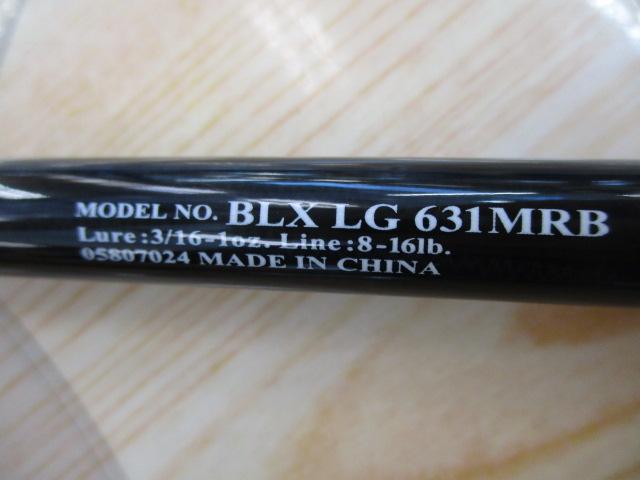 MODEL NO. BLX LG 631MRB
Lure:3/16-1oz. Line:8-16lb.
05807024 MADE IN CHINA